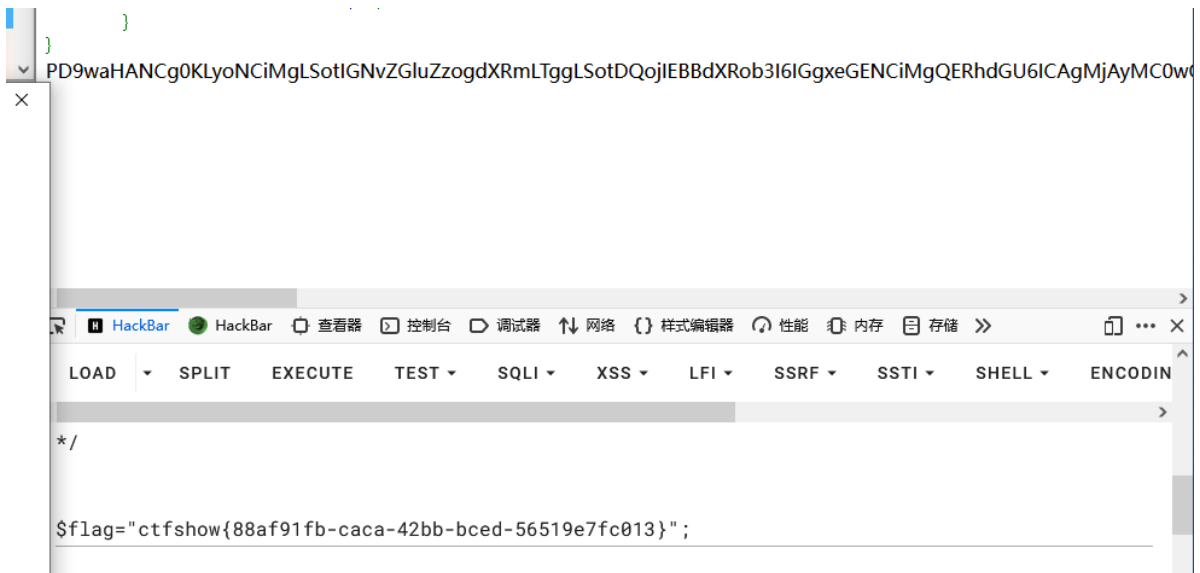 }
}
PD9waHANCg0KLyoNCiMgLSotIGNvZGluZzogdXRmLTggLSotDQojIEBBdXRob3I6IGgxeGENCiMgQERhdGU6ICAgMjAyMC0wO
HackBar HackBar 查看器 控制台 调试器 网络 {} 样式编辑器 性能 内存 存储
LOAD SPLIT EXECUTE TEST SQLI XSS LFI SSRF SSTI SHELL ENCODIN
*/
$flag="ctfshow{88af91fb-caca-42bb-bced-56519e7fc013}";